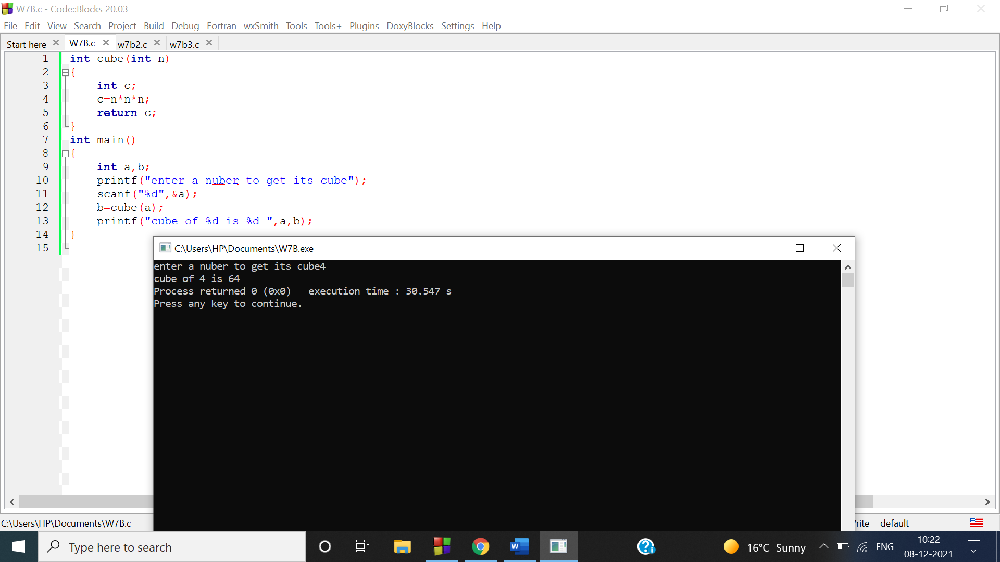 W7B.c - Code::Blocks 20.03
File Edit View Search Project Build Debug Fortran wxSmith Tools Tools+ Plugins DoxyBlocks Settings Help
Start here W7B.c w7b2.c w7b3.c
1 int cube(int n)
2 {
3 int c;
4 c=n*n*n;
5 return c;
6 }
7 int main()
8 {
9 int a,b;
10 printf("enter a nuber to get its cube");
11 scanf("%d",&a);
12 b=cube(a);
13 printf("cube of %d is %d ",a,b);
14 }
15
C:\Users\HP\Documents\W7B.exe
enter a nuber to get its cube4
cube of 4 is 64
Process returned 0 (0x0)   execution time : 30.547 s
Press any key to continue.
C:\Users\HP\Documents\W7B.c rite default
Type here to search
16°C Sunny ENG 10:22
08-12-2021